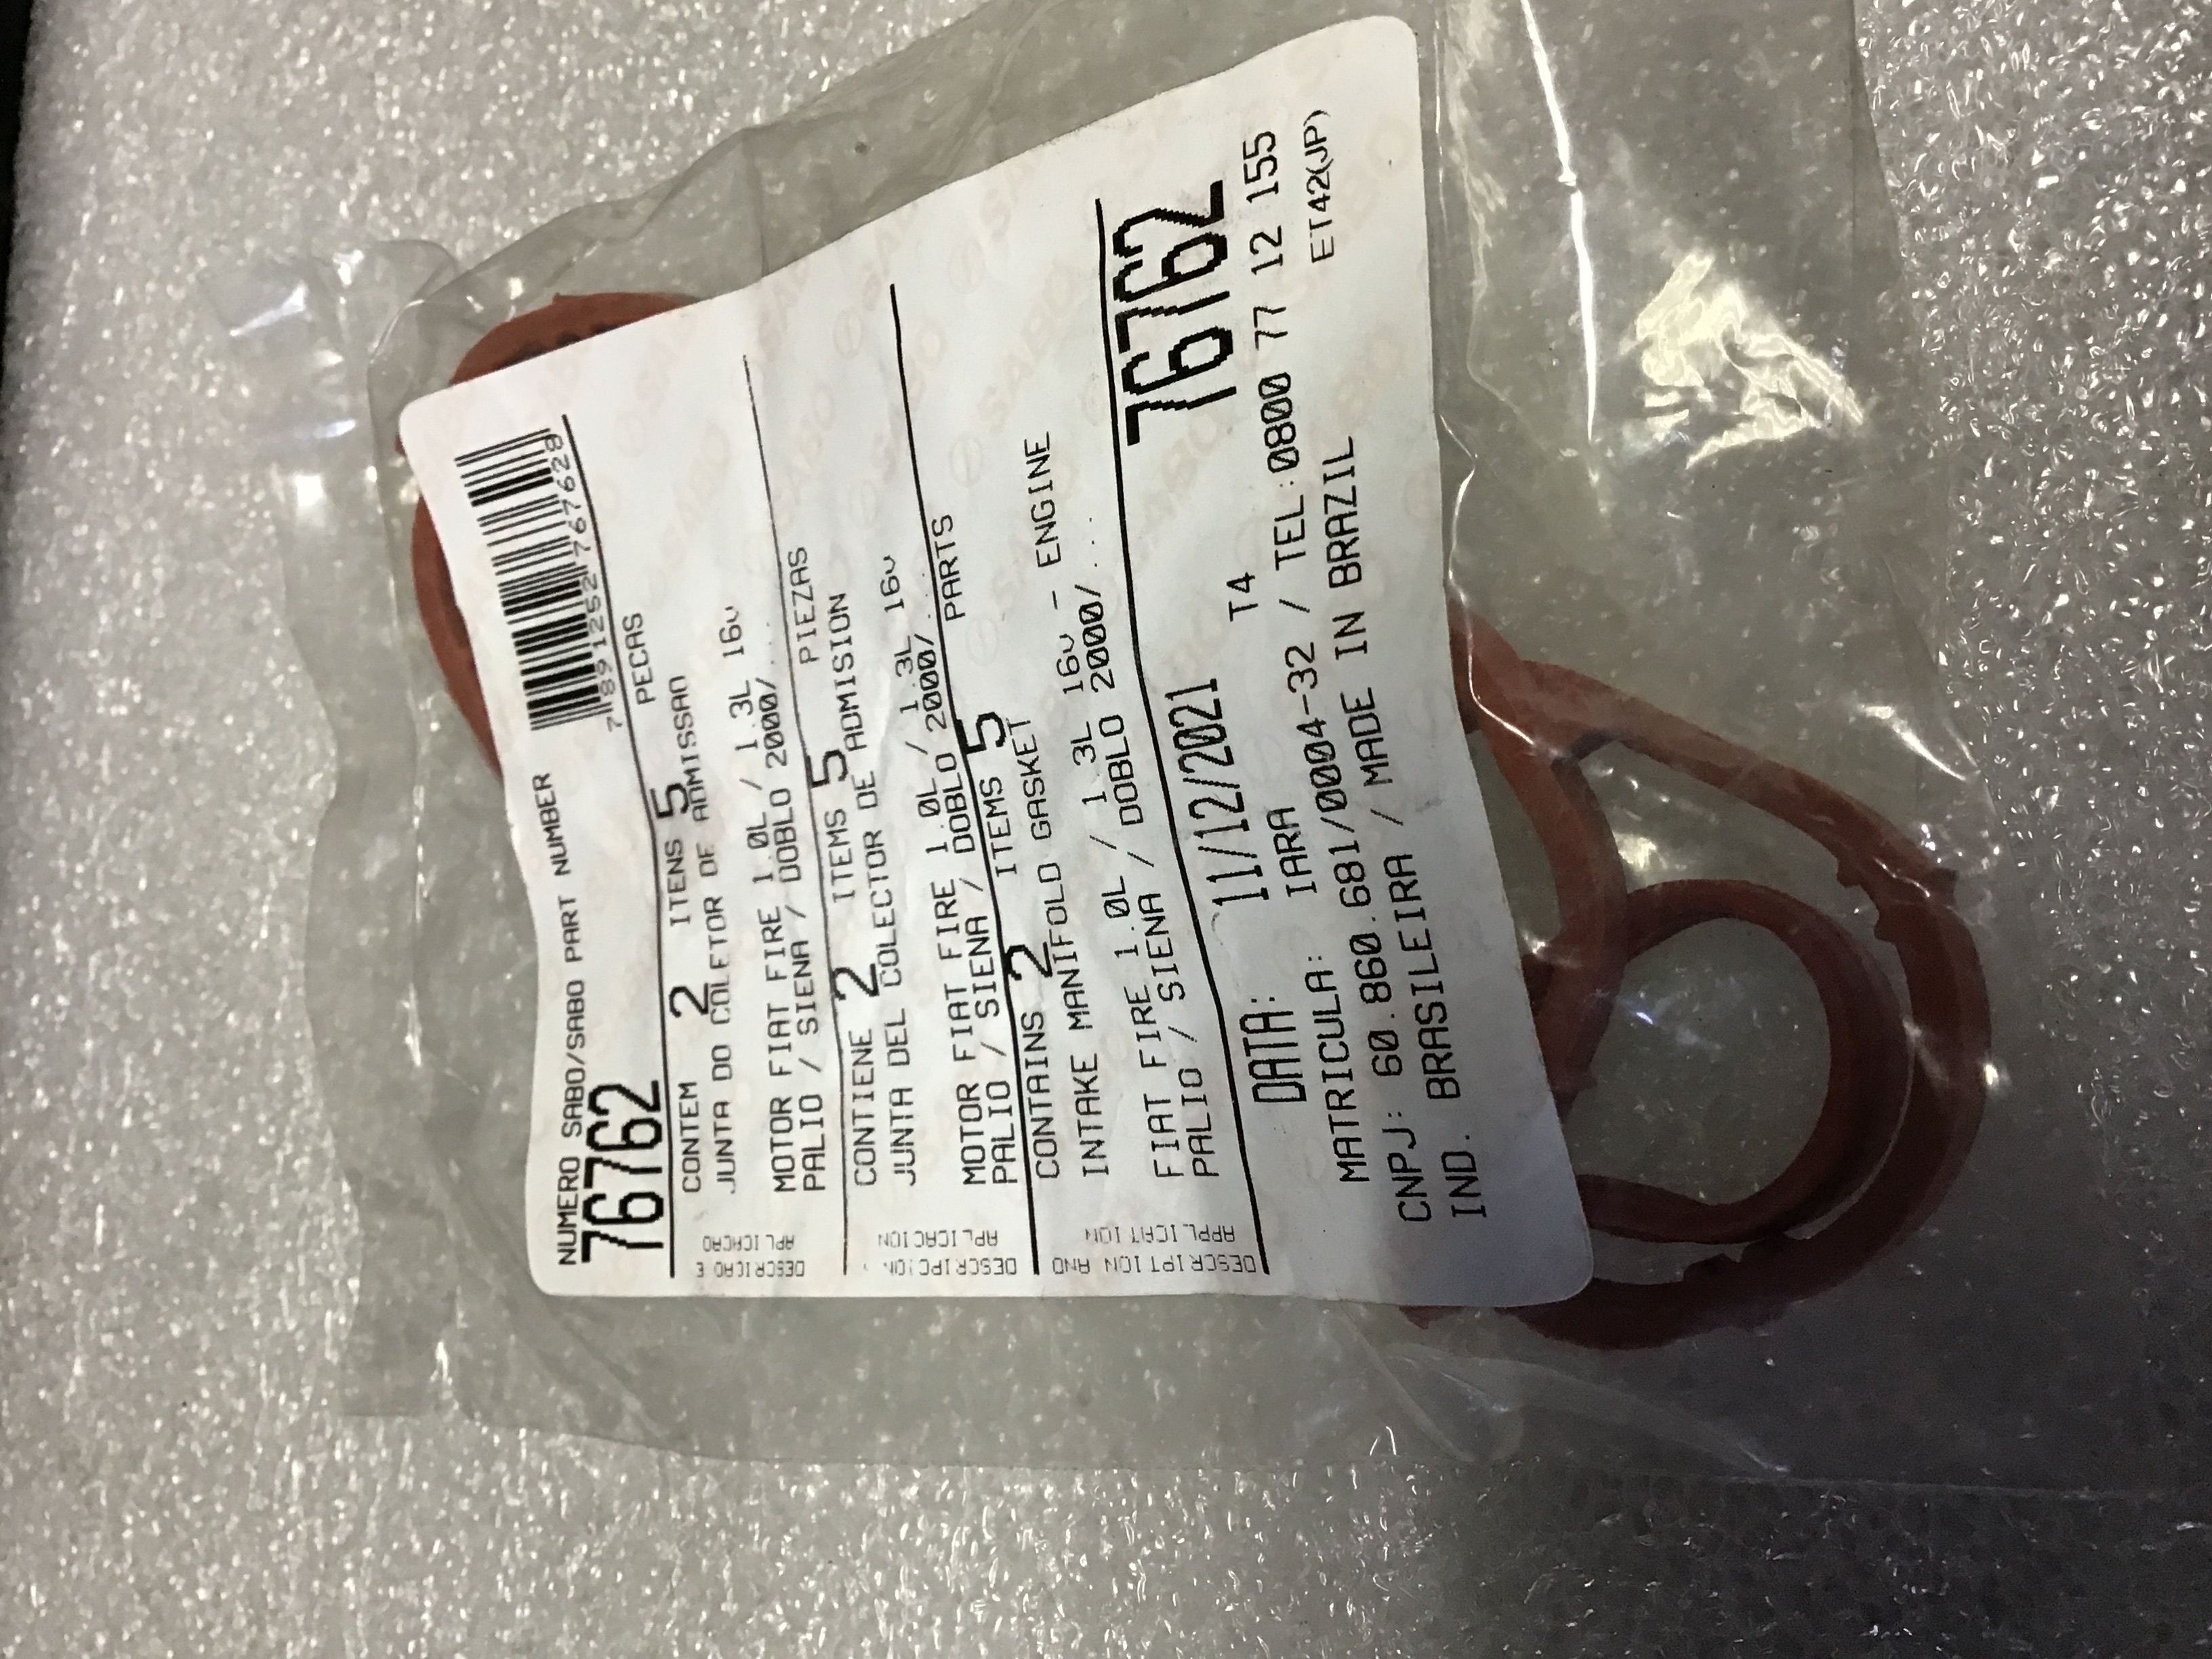 NUMERO SABO/SABO PART NUMBER
76762
7 891252 767628
CONTEM 2 ITENS 5 PECAS
JUNTA DO COLETOR DE ADMISSAO
MOTOR FIAT FIRE 1.0L / 1.3L 16v
PALIO / SIENA / DOBLO 2000/...
DESCRICAO E
APLICACAO
CONTIENE 2 ITEMS 5 PIEZAS
JUNTA DEL COLECTOR DE ADMISION
MOTOR FIAT FIRE 1.0L / 1.3L 16v
PALIO / SIENA / DOBLO 2000/...
DESCRIPCION
APLICACION
CONTAINS 2 ITEMS 5 PARTS
INTAKE MANIFOLD GASKET
FIAT FIRE 1.0L / 1.3L 16v - ENGINE
PALIO / SIENA / DOBLO 2000/...
DESCRIPTION AND
APPLICATION
DATA: 11/12/2021 T4 76762
MATRICULA: IARA
CNPJ: 60.860.681/0004-32 / TEL:0800 77 12 155
IND. BRASILEIRA / MADE IN BRAZIL ET42(JP)
SABO